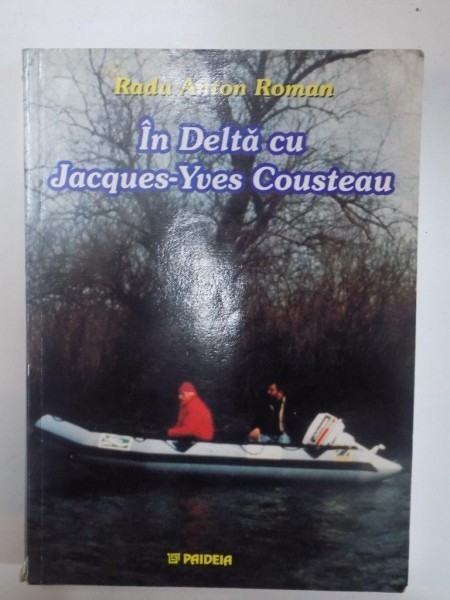 Radu Anton Roman
În Deltă cu
Jacques-Yves Cousteau
PAIDEIA